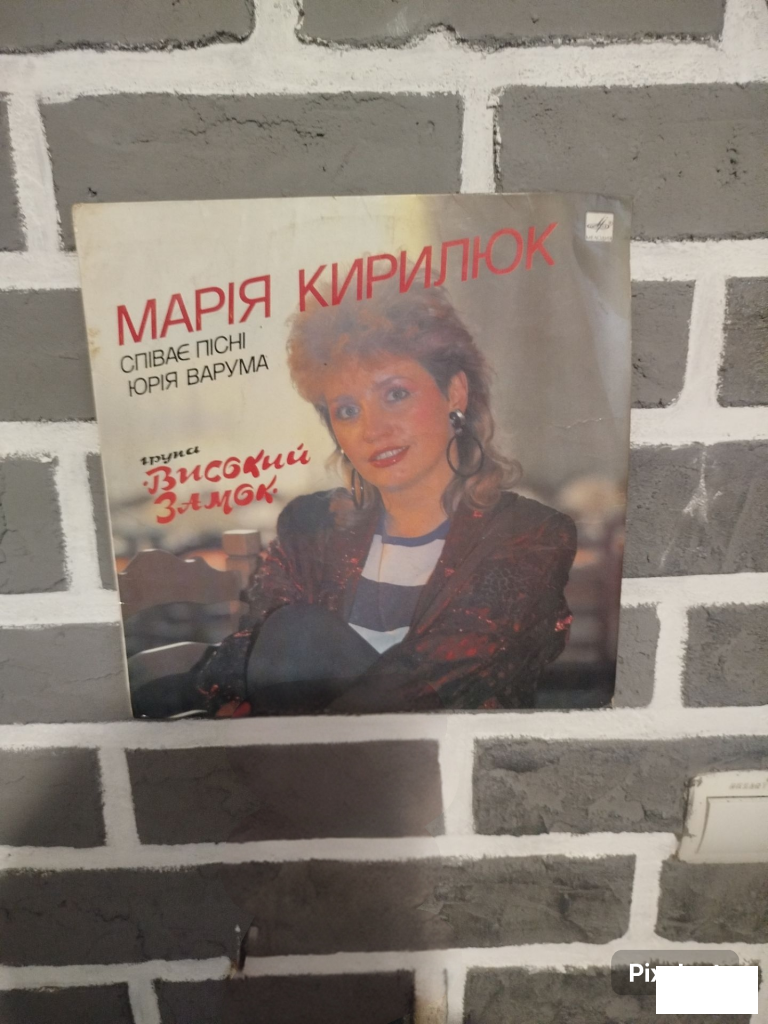 МАРІЯ КИРИЛЮК
СПІВАЄ ПІСНІ
ЮРІЯ ВАРУМА
група
"ВИСОКИЙ
ЗАМОК"